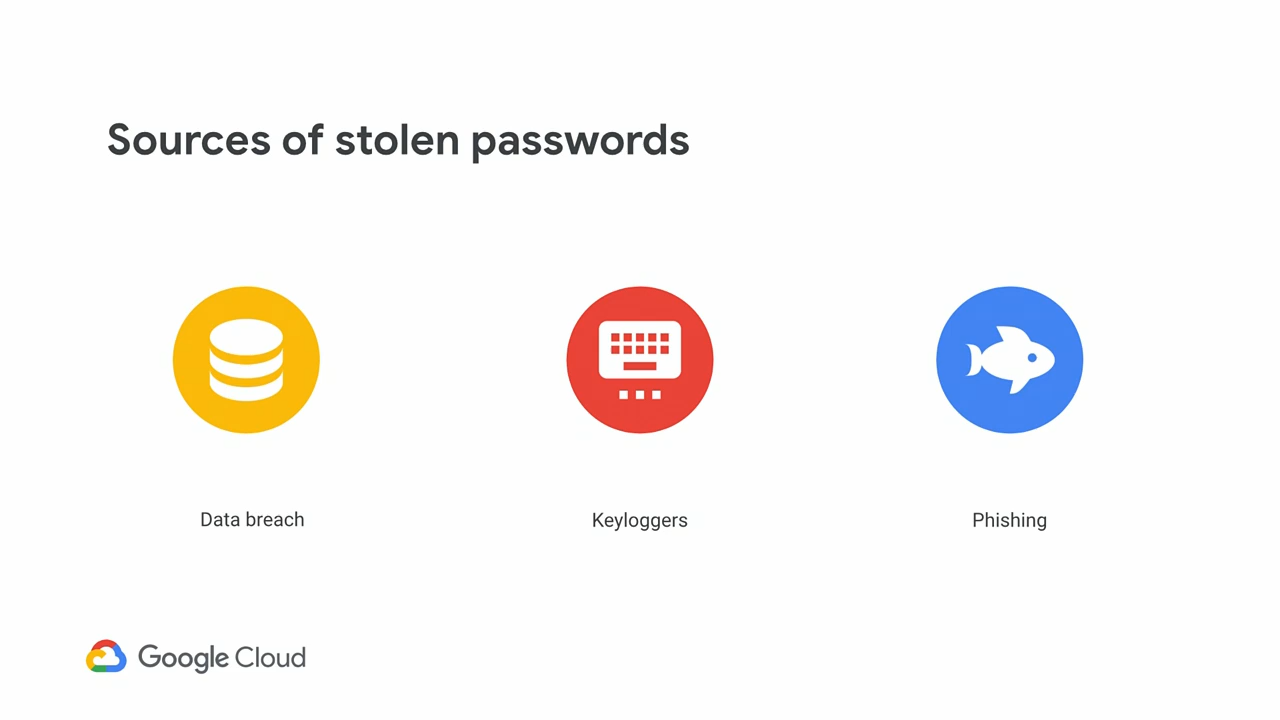 Sources of stolen passwords
Data breach
Keyloggers
Phishing
Google Cloud